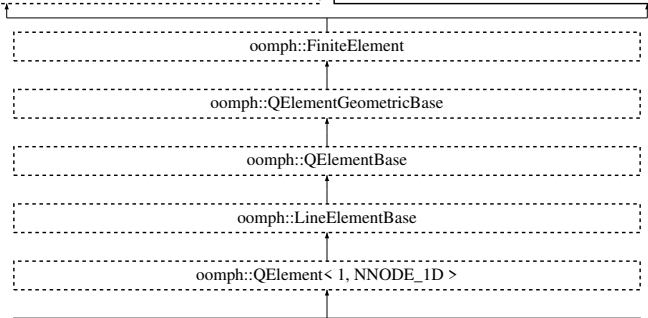 oomph::FiniteElement
oomph::QElementGeometricBase
oomph::QElementBase
oomph::LineElementBase
oomph::QElement< 1, NNODE_1D >